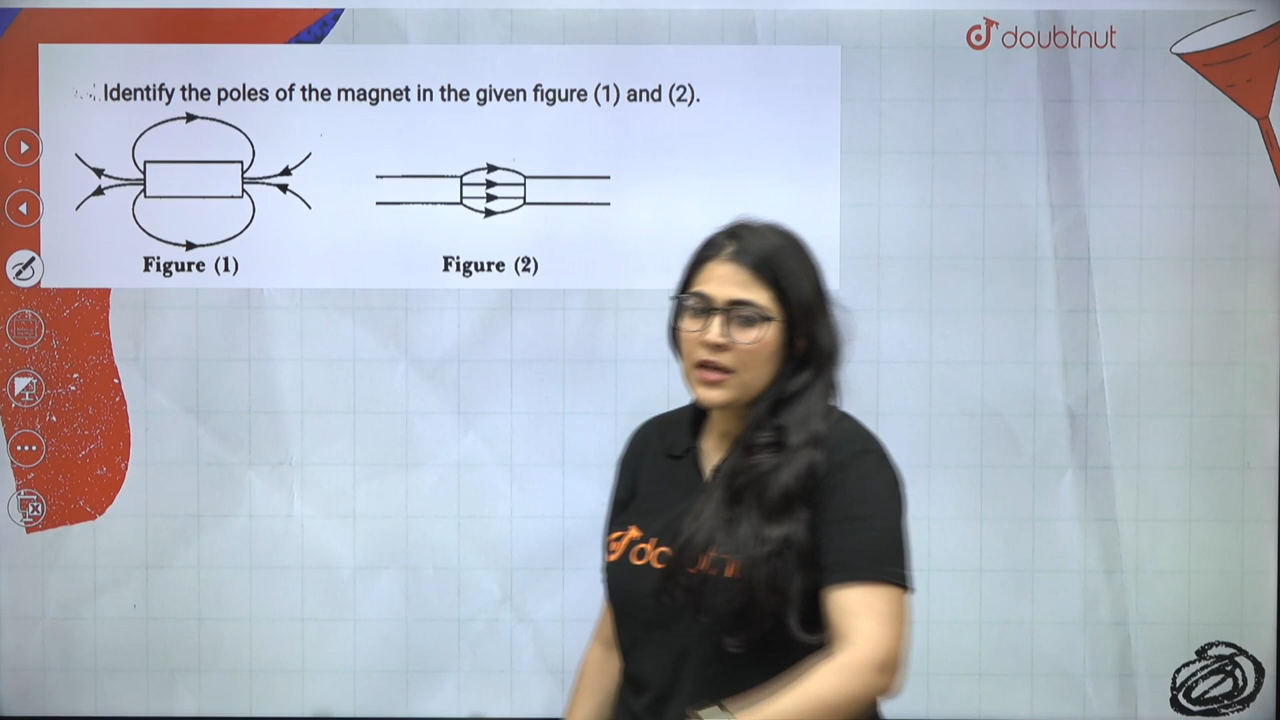 doubtnut
Identify the poles of the magnet in the given figure (1) and (2).
Figure (1)
Figure (2)